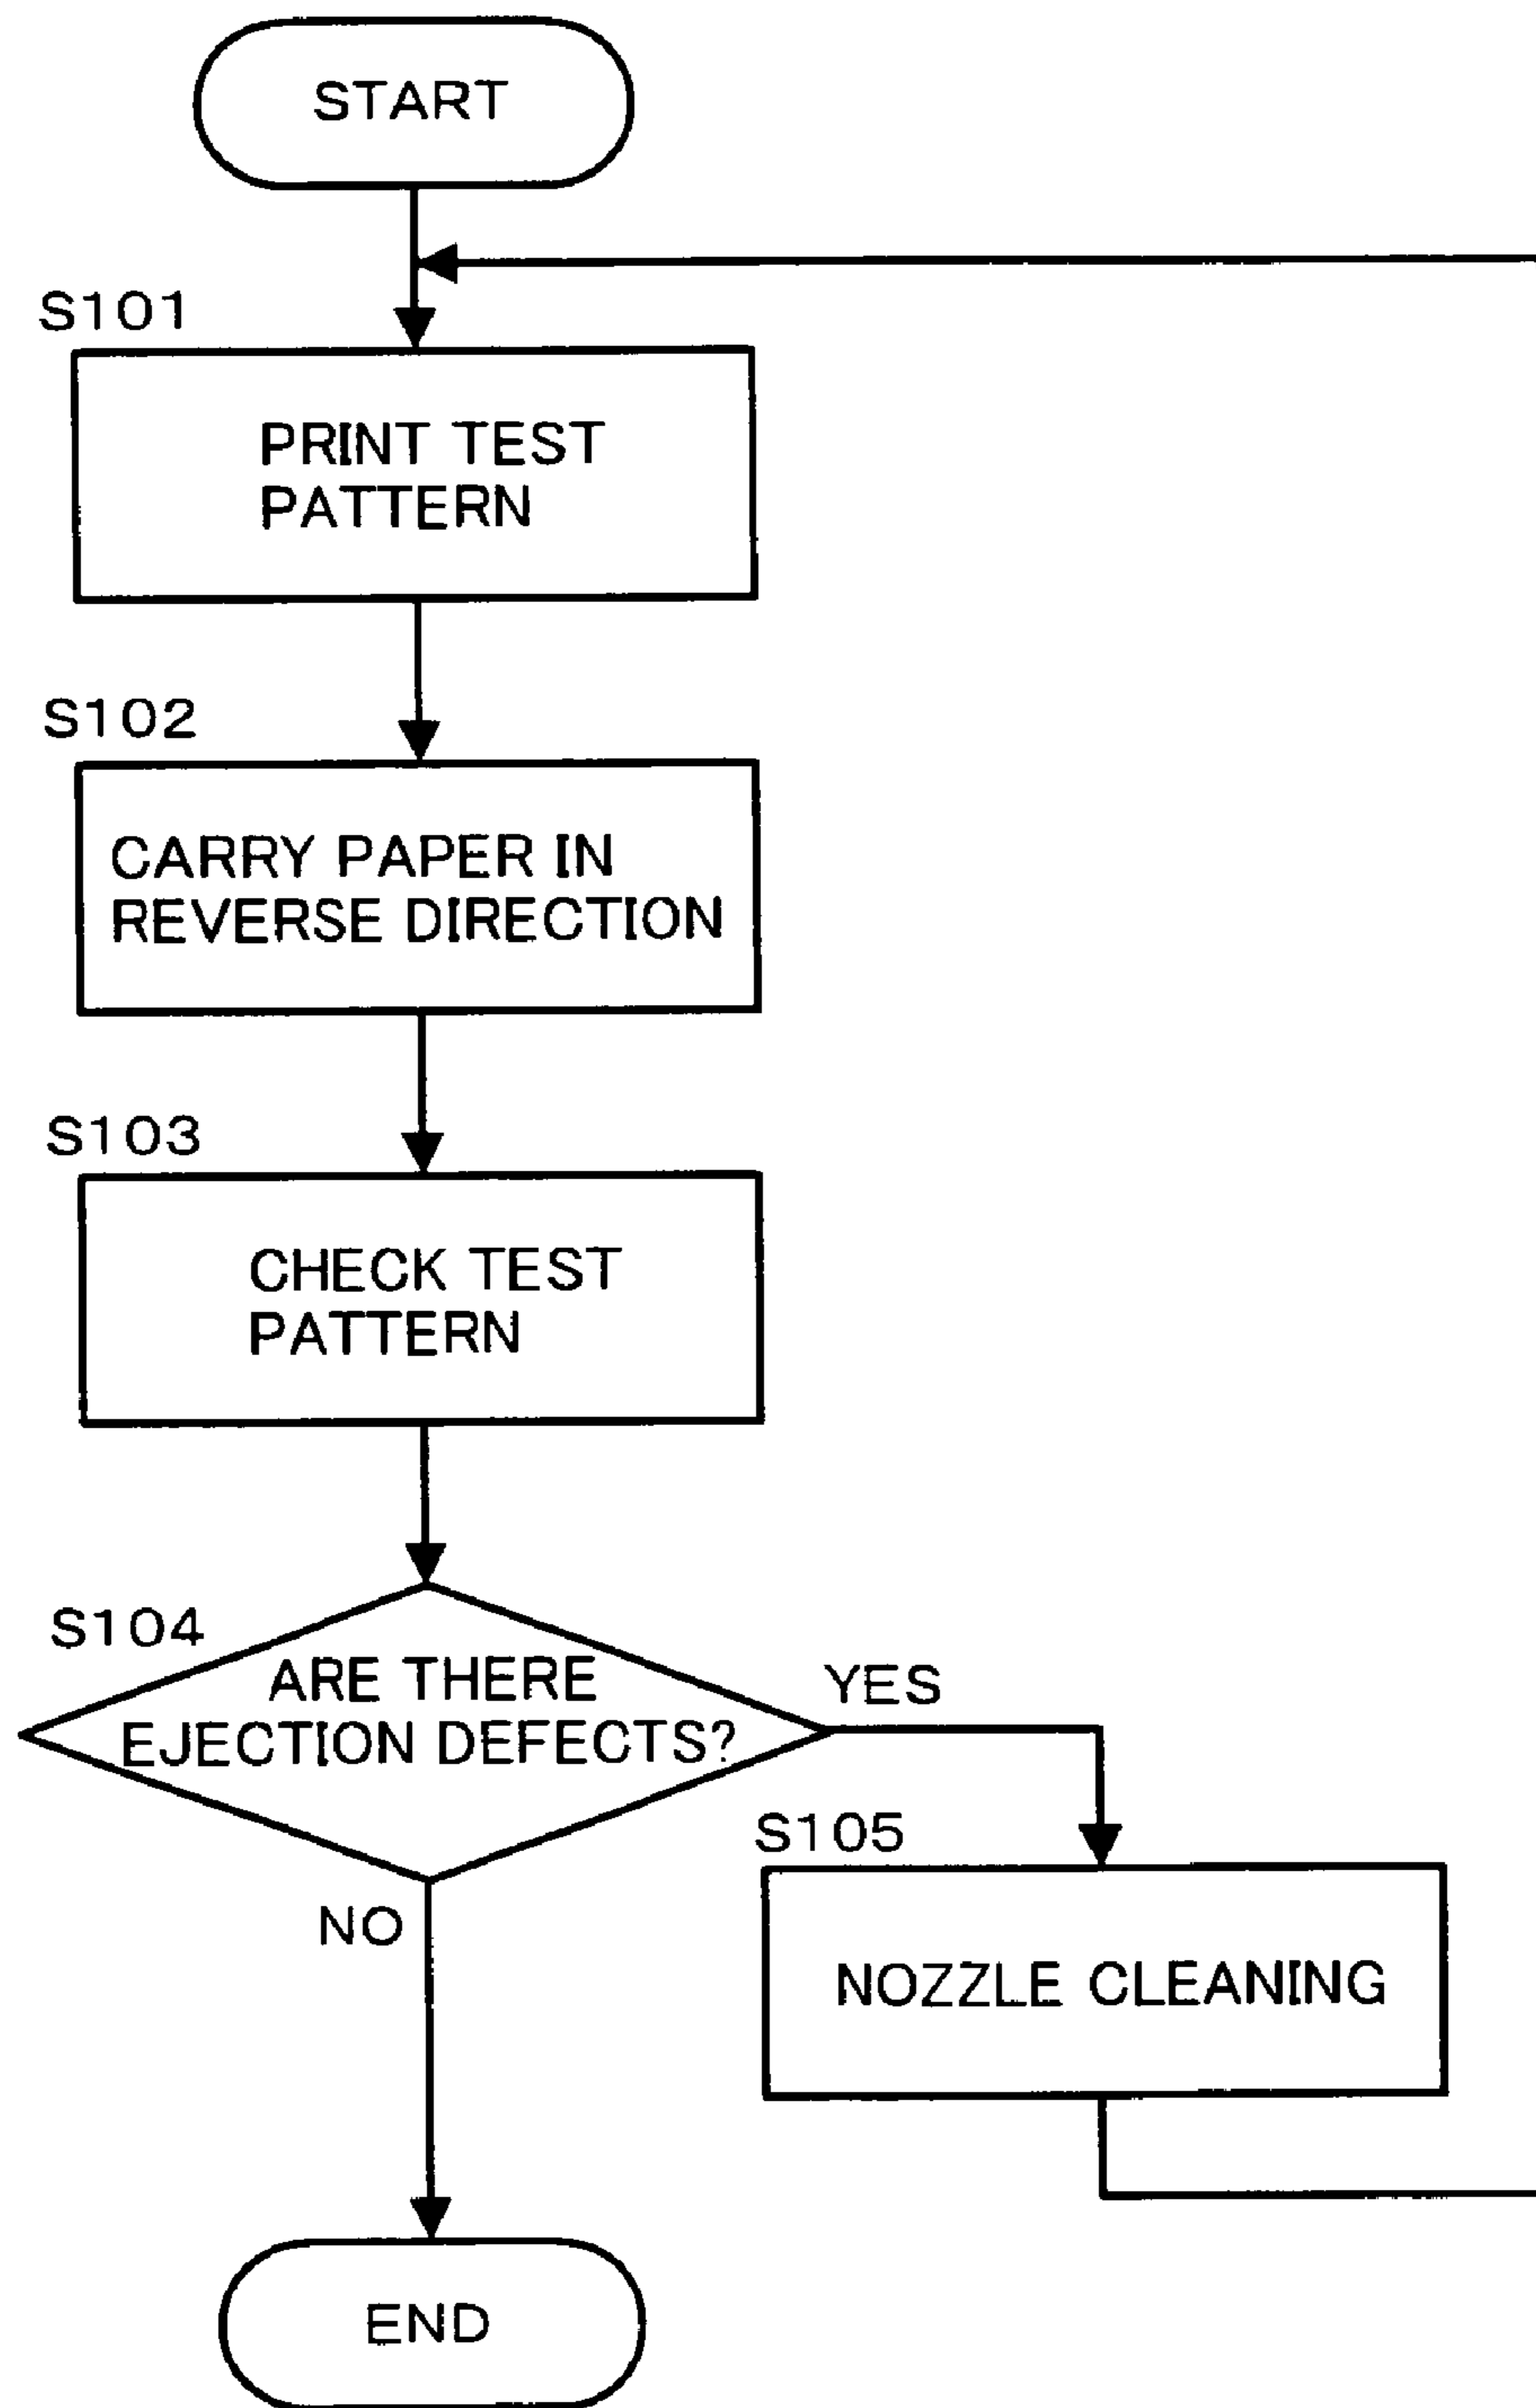 START
S101
PRINT TEST
PATTERN
S102
CARRY PAPER IN
REVERSE DIRECTION
S103
CHECK TEST
PATTERN
S104
ARE THERE
EJECTION DEFECTS?
YES
S105
NO
NOZZLE CLEANING
END